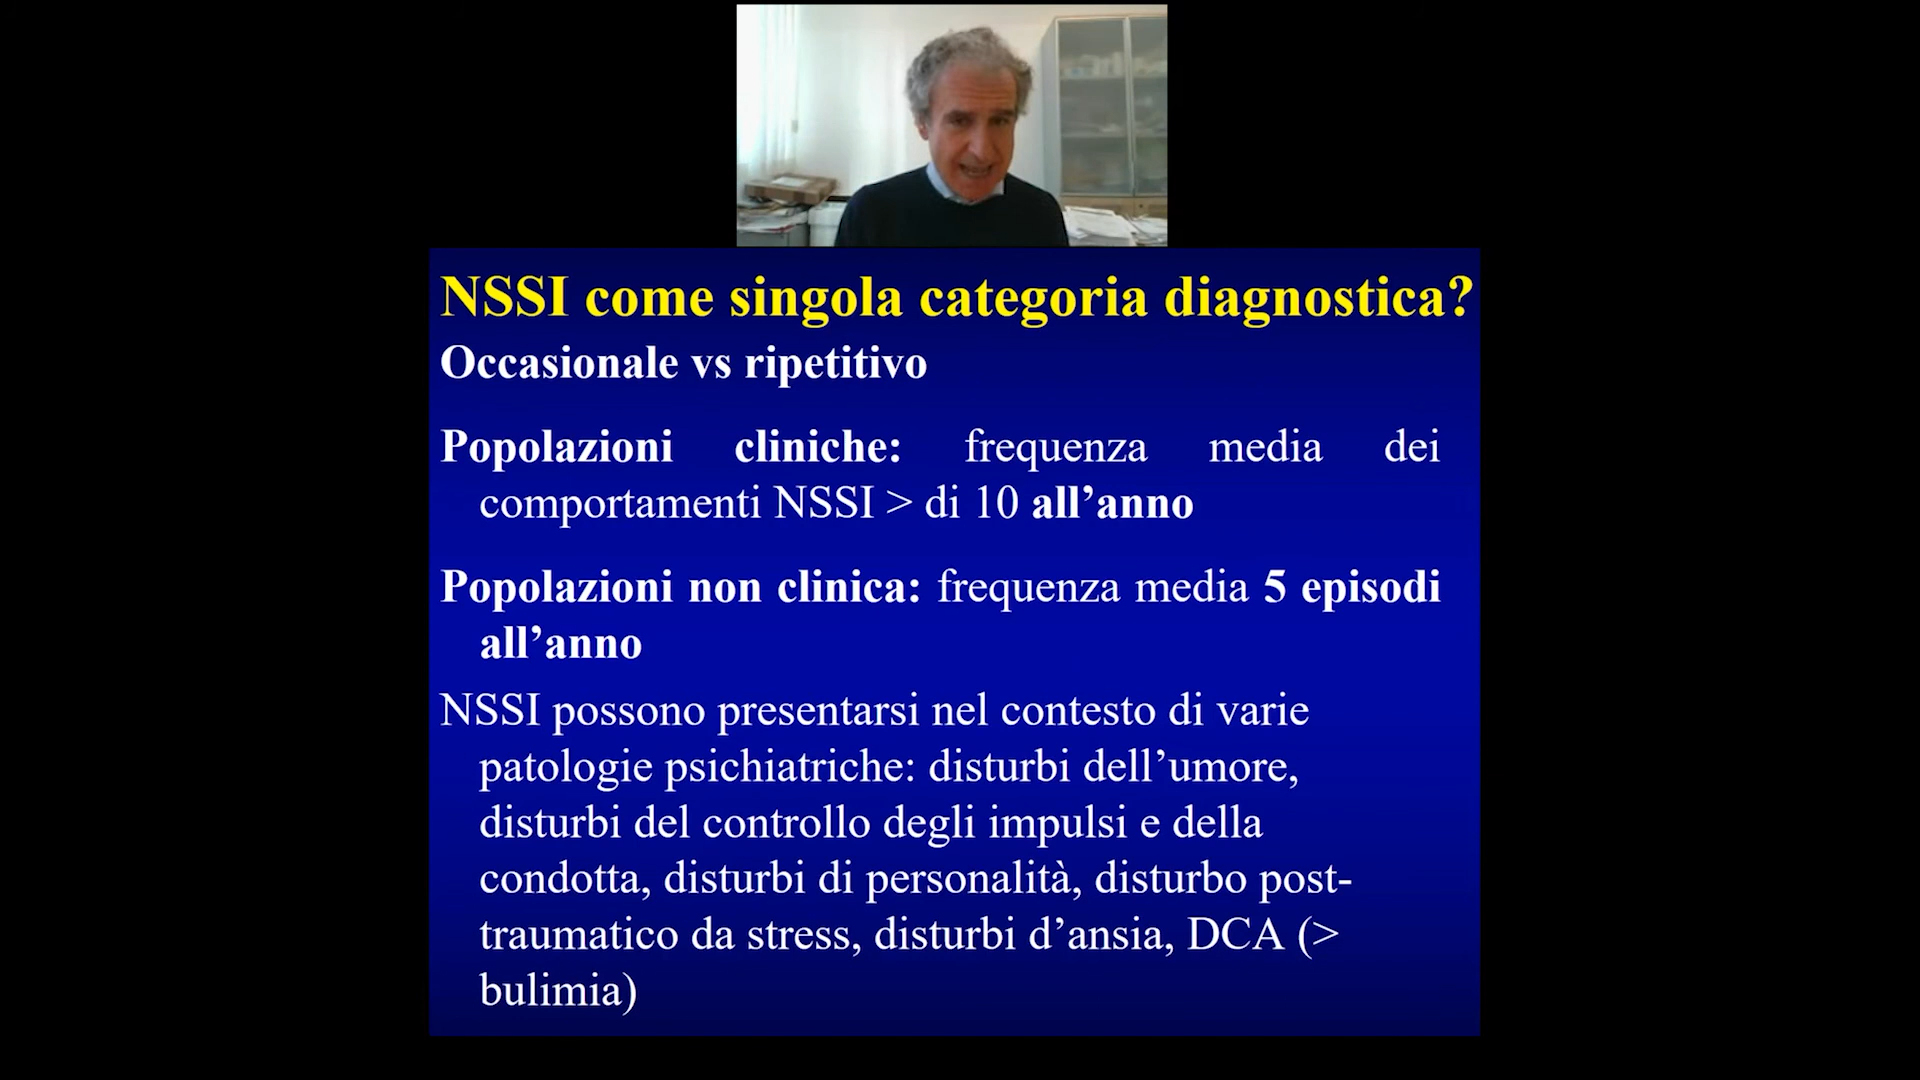 NSSI come singola categoria diagnostica?
Occasionale vs ripetitivo
Popolazioni cliniche: frequenza media dei
comportamenti NSSI > di 10 all’anno
Popolazioni non clinica: frequenza media 5 episodi
all’anno
NSSI possono presentarsi nel contesto di varie
patologie psichiatriche: disturbi dell’umore,
disturbi del controllo degli impulsi e della
condotta, disturbi di personalità, disturbo post-
traumatico da stress, disturbi d’ansia, DCA (>
bulimia)